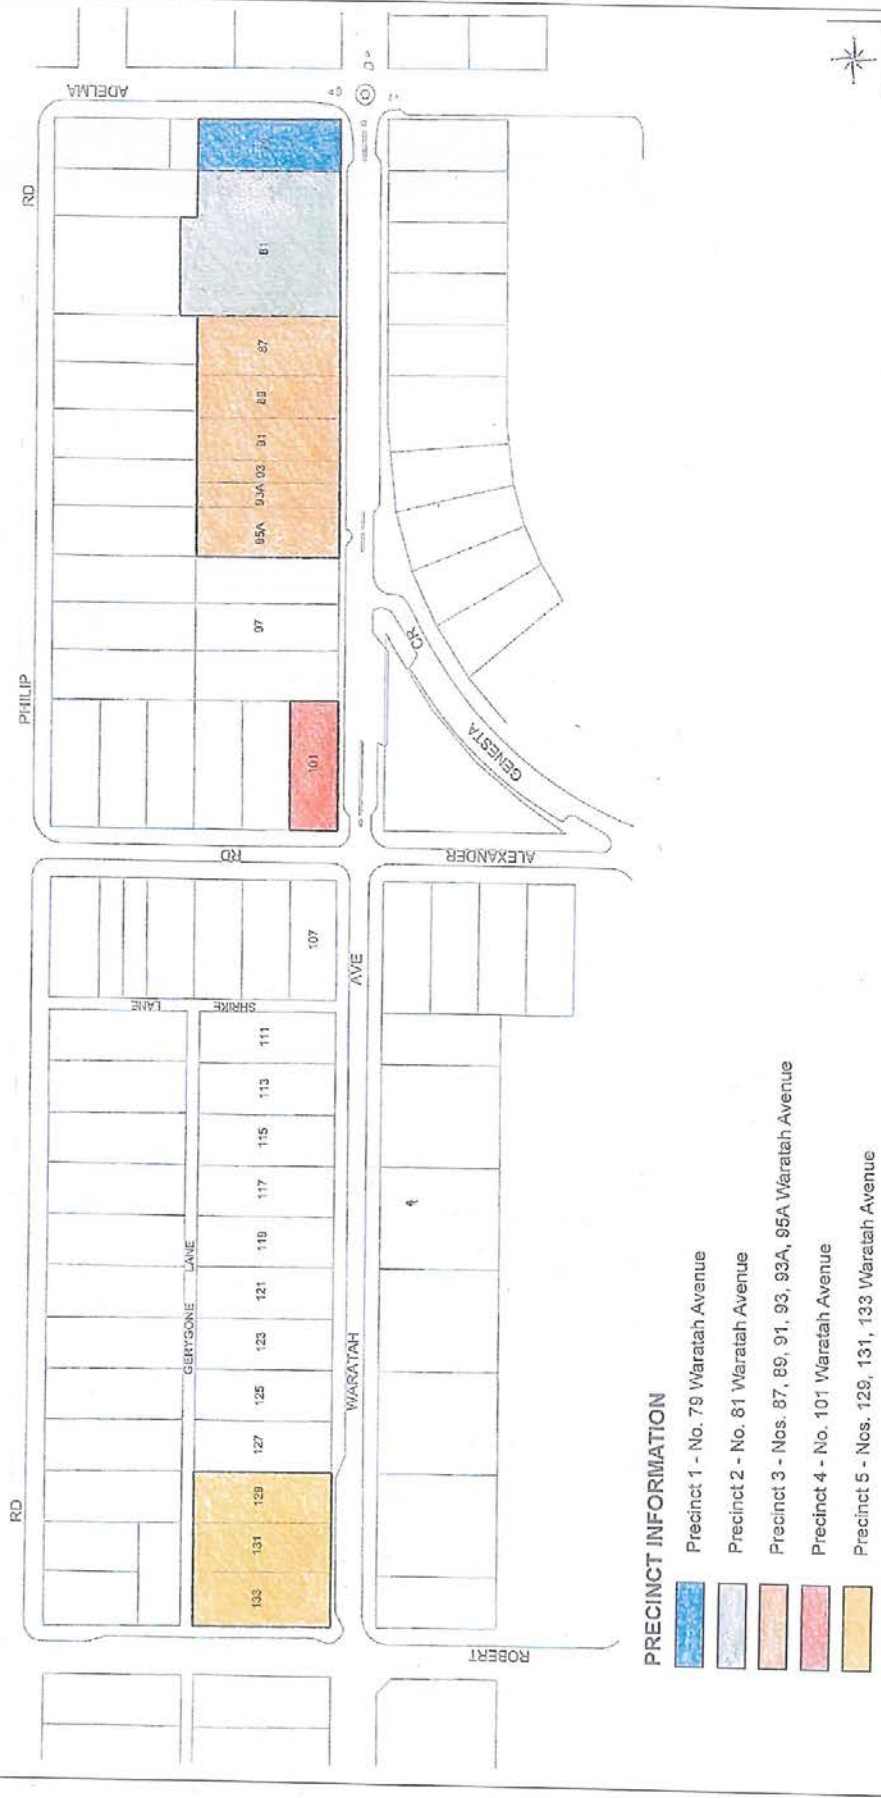 RD
PHILIP
RD
ADELMA
GERYGONE
LANE
LANE
SHRIKE
RD
133
131
129
127
125
123
121
119
117
115
113
111
107
101
97
95A
93A
93
91
89
87
81
WARATAH
AVE
ROBERT
ALEXANDER
GENESTA
CR
PRECINCT INFORMATION
Precinct 1 - No. 79 Waratah Avenue
Precinct 2 - No. 81 Waratah Avenue
Precinct 3 - Nos. 87, 89, 91, 93, 93A, 95A Waratah Avenue
Precinct 4 - No. 101 Waratah Avenue
Precinct 5 - Nos. 129, 131, 133 Waratah Avenue